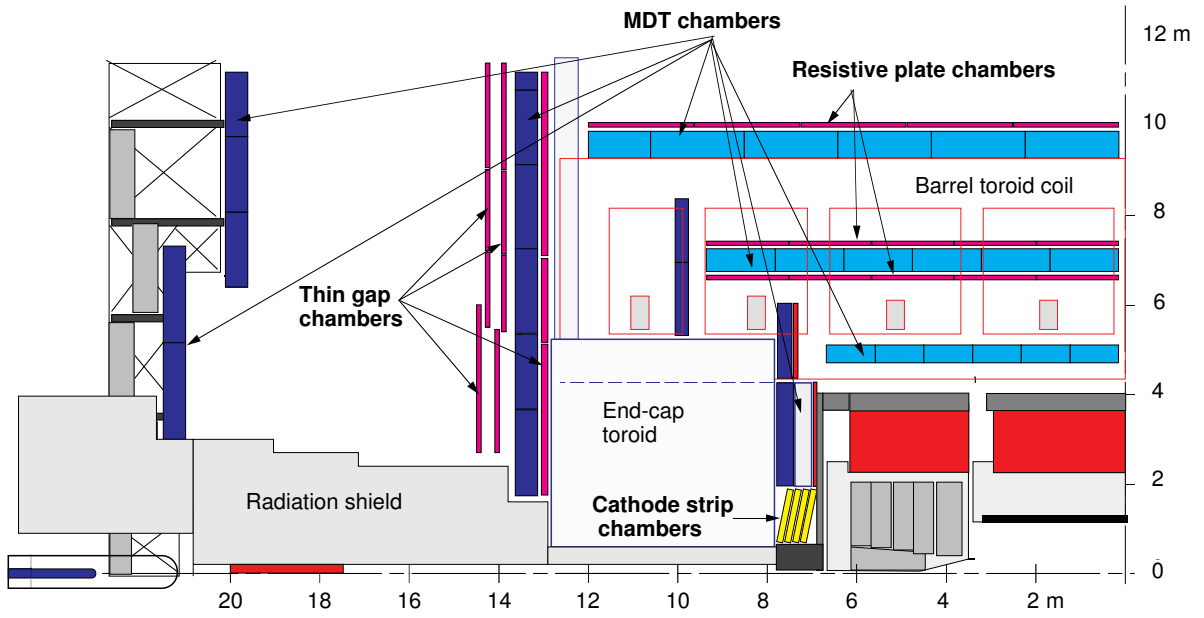 MDT chambers
12 m
Resistive plate chambers
10
Barrel toroid coil
8
Thin gap
chambers
6
4
End-cap
toroid
Radiation shield
Cathode strip
chambers
2
0
20 18 16 14 12 10 8 6 4 2 m